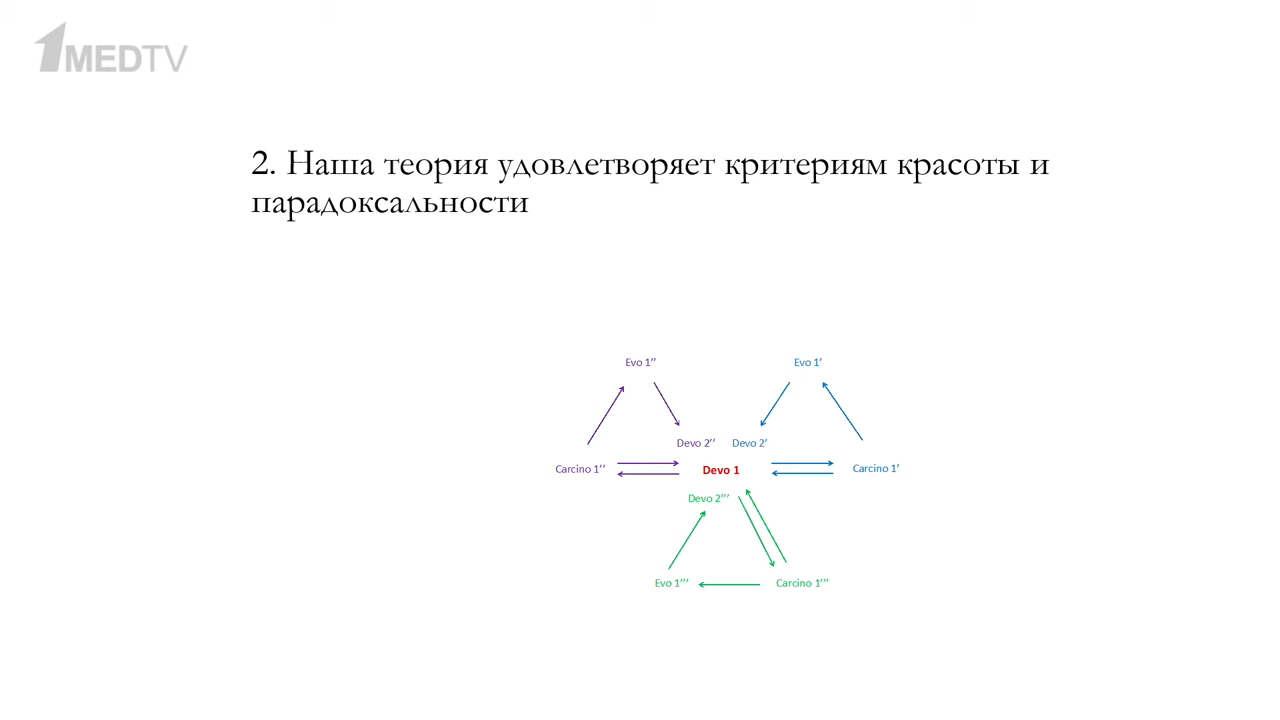 1MEDTV
2. Наша теория удовлетворяет критериям красоты и
парадоксальности
Evo 1’’
Evo 1’
Devo 2’’
Devo 2’
Carcino 1’’
Devo 1
Carcino 1’
Devo 2’’’
Evo 1’’’
Carcino 1’’’